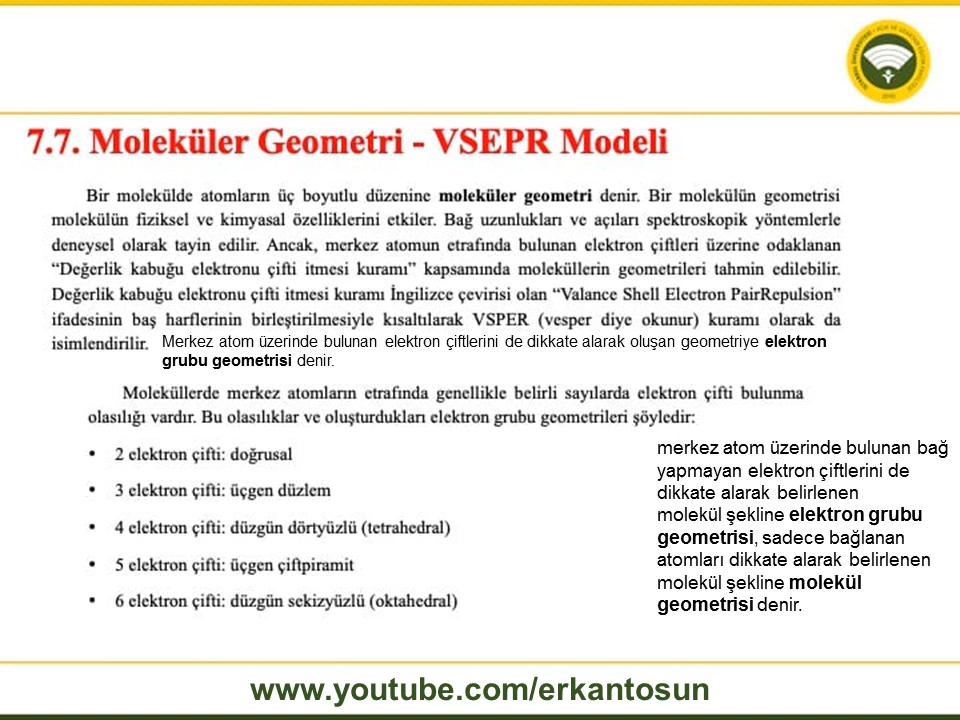 7.7. Moleküler Geometri - VSEPR Modeli
Bir molekülde atomların üç boyutlu düzenine moleküler geometri denir. Bir molekülün geometrisi
molekülün fiziksel ve kimyasal özelliklerini etkiler. Bağ uzunlukları ve açıları spektroskopik yöntemlerle
deneysel olarak tayin edilir. Ancak, merkez atomun etrafında bulunan elektron çiftleri üzerine odaklanan
“Değerlik kabuğu elektronu çifti itmesi kuramı” kapsamında moleküllerin geometrileri tahmin edilebilir.
Değerlik kabuğu elektronu çifti itmesi kuramı İngilizce çevirisi olan “Valance Shell Electron PairRepulsion”
ifadesinin baş harflerinin birleştirilmesiyle kısaltılarak VSPER (vesper diye okunur) kuramı olarak da
isimlendirilir.
Merkez atom üzerinde bulunan elektron çiftlerini de dikkate alarak oluşan geometriye elektron
grubu geometrisi denir.
Moleküllerde merkez atomların etrafında genellikle belirli sayılarda elektron çifti bulunma
olasılığı vardır. Bu olasılıklar ve oluşturdukları elektron grubu geometrileri şöyledir:
• 2 elektron çifti: doğrusal
• 3 elektron çifti: üçgen düzlem
• 4 elektron çifti: düzgün dörtyüzlü (tetrahedral)
• 5 elektron çifti: üçgen çiftpiramit
• 6 elektron çifti: düzgün sekizyüzlü (oktahedral)
merkez atom üzerinde bulunan bağ
yapmayan elektron çiftlerini de
dikkate alarak belirlenen
molekül şekline elektron grubu
geometrisi, sadece bağlanan
atomları dikkate alarak belirlenen
molekül şekline molekül
geometrisi denir.
www.youtube.com/erkantosun